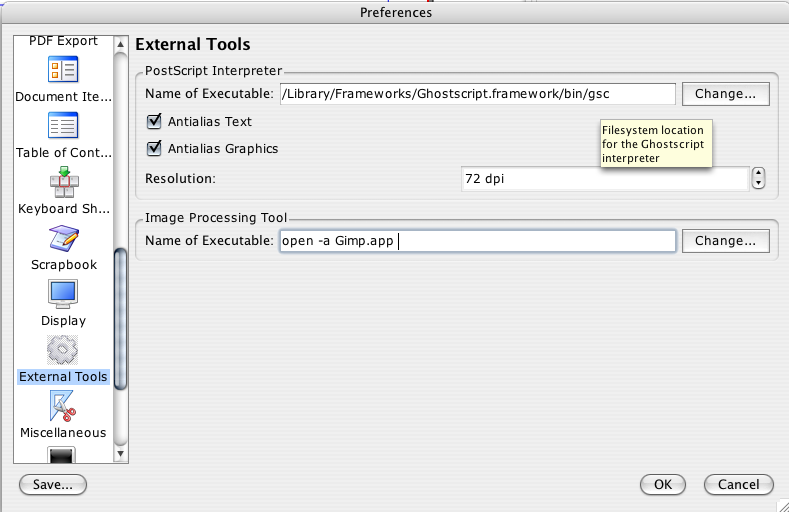 Preferences
PDF Export
Document Ite...
Table of Cont...
Keyboard Sh...
Scrapbook
Display
External Tools
Miscellaneous
External Tools
PostScript Interpreter
Name of Executable: /Library/Frameworks/Ghostscript.framework/bin/gsc Change...
Antialias Text
Antialias Graphics
Filesystem location
for the Ghostscript
interpreter
Resolution: 72 dpi
Image Processing Tool
Name of Executable: open -a Gimp.app Change...
Save... OK Cancel